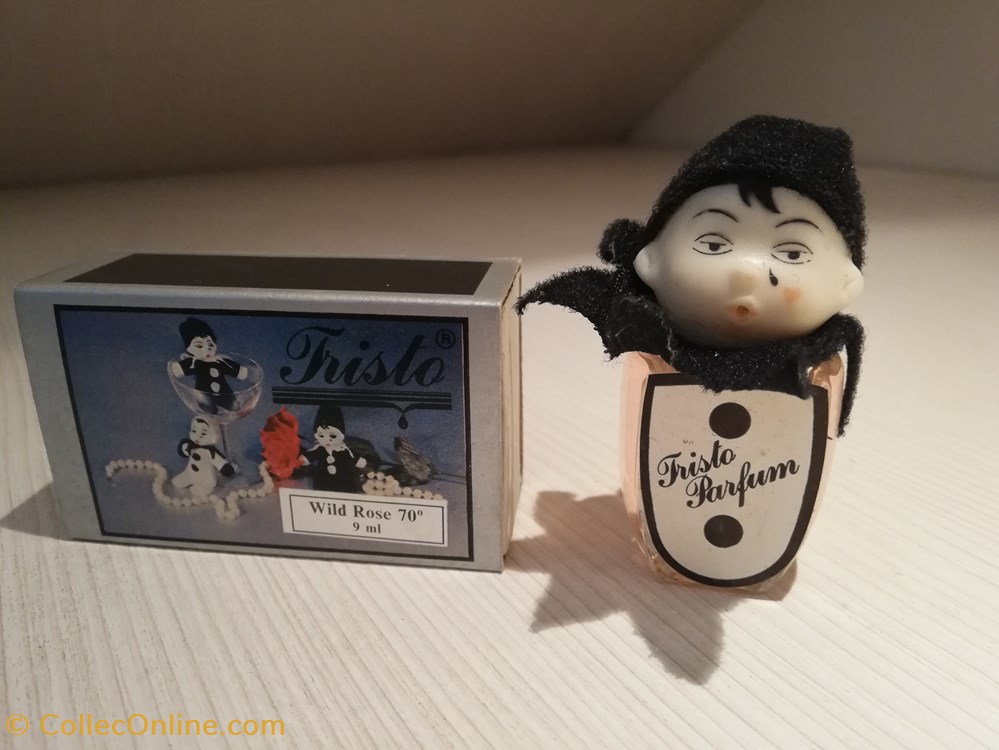 Tristo®
Wild Rose 70°
9 ml
Tristo
Parfum
© CollecOnline.com